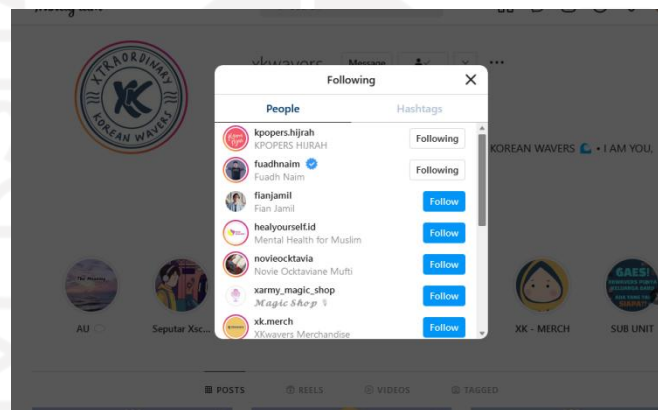 xkwavers Message
XTRAORDINARY
XK
KOREAN WAVERS
Following
People Hashtags
kpopers.hijrah
KPOPERS HIJRAH
Following
fuadhnaim
Fuadh Naim
Following
fianjamil
Fian Jamil
Follow
healyourself.id
Mental Health for Muslim
Follow
novieocktavia
Novie Ocktaviane Mufti
Follow
xarmy_magic_shop
Magic Shop
Follow
xk.merch
XKwavers Merchandise
Follow
KOREAN WAVERS 🌊 • I AM YOU,
AU
Seputar Xsc...
XK - MERCH
GAES!
SUB UNIT
POSTS REELS VIDEOS TAGGED